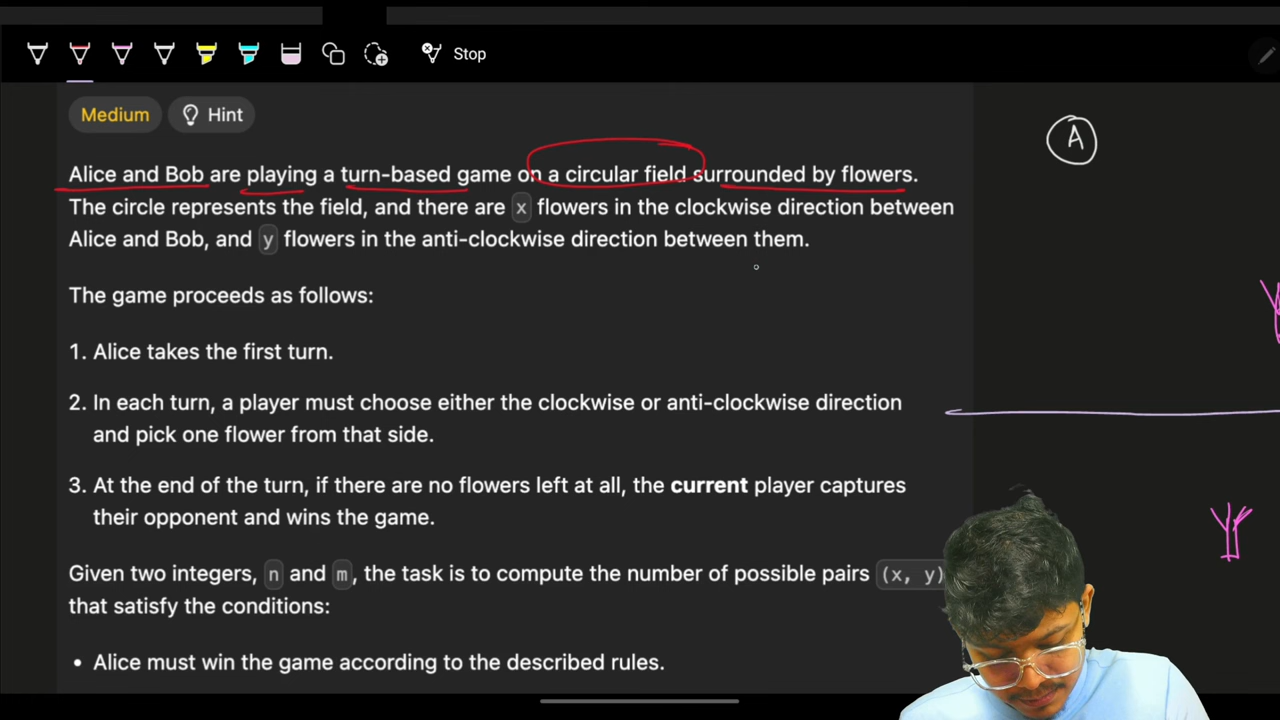 Stop
Medium
Hint
A
Alice and Bob are playing a turn-based game on a circular field surrounded by flowers.
The circle represents the field, and there are x flowers in the clockwise direction between
Alice and Bob, and y flowers in the anti-clockwise direction between them.
The game proceeds as follows:
1. Alice takes the first turn.
2. In each turn, a player must choose either the clockwise or anti-clockwise direction
and pick one flower from that side.
3. At the end of the turn, if there are no flowers left at all, the current player captures
their opponent and wins the game.
Given two integers, n and m, the task is to compute the number of possible pairs (x, y)
that satisfy the conditions:
• Alice must win the game according to the described rules.